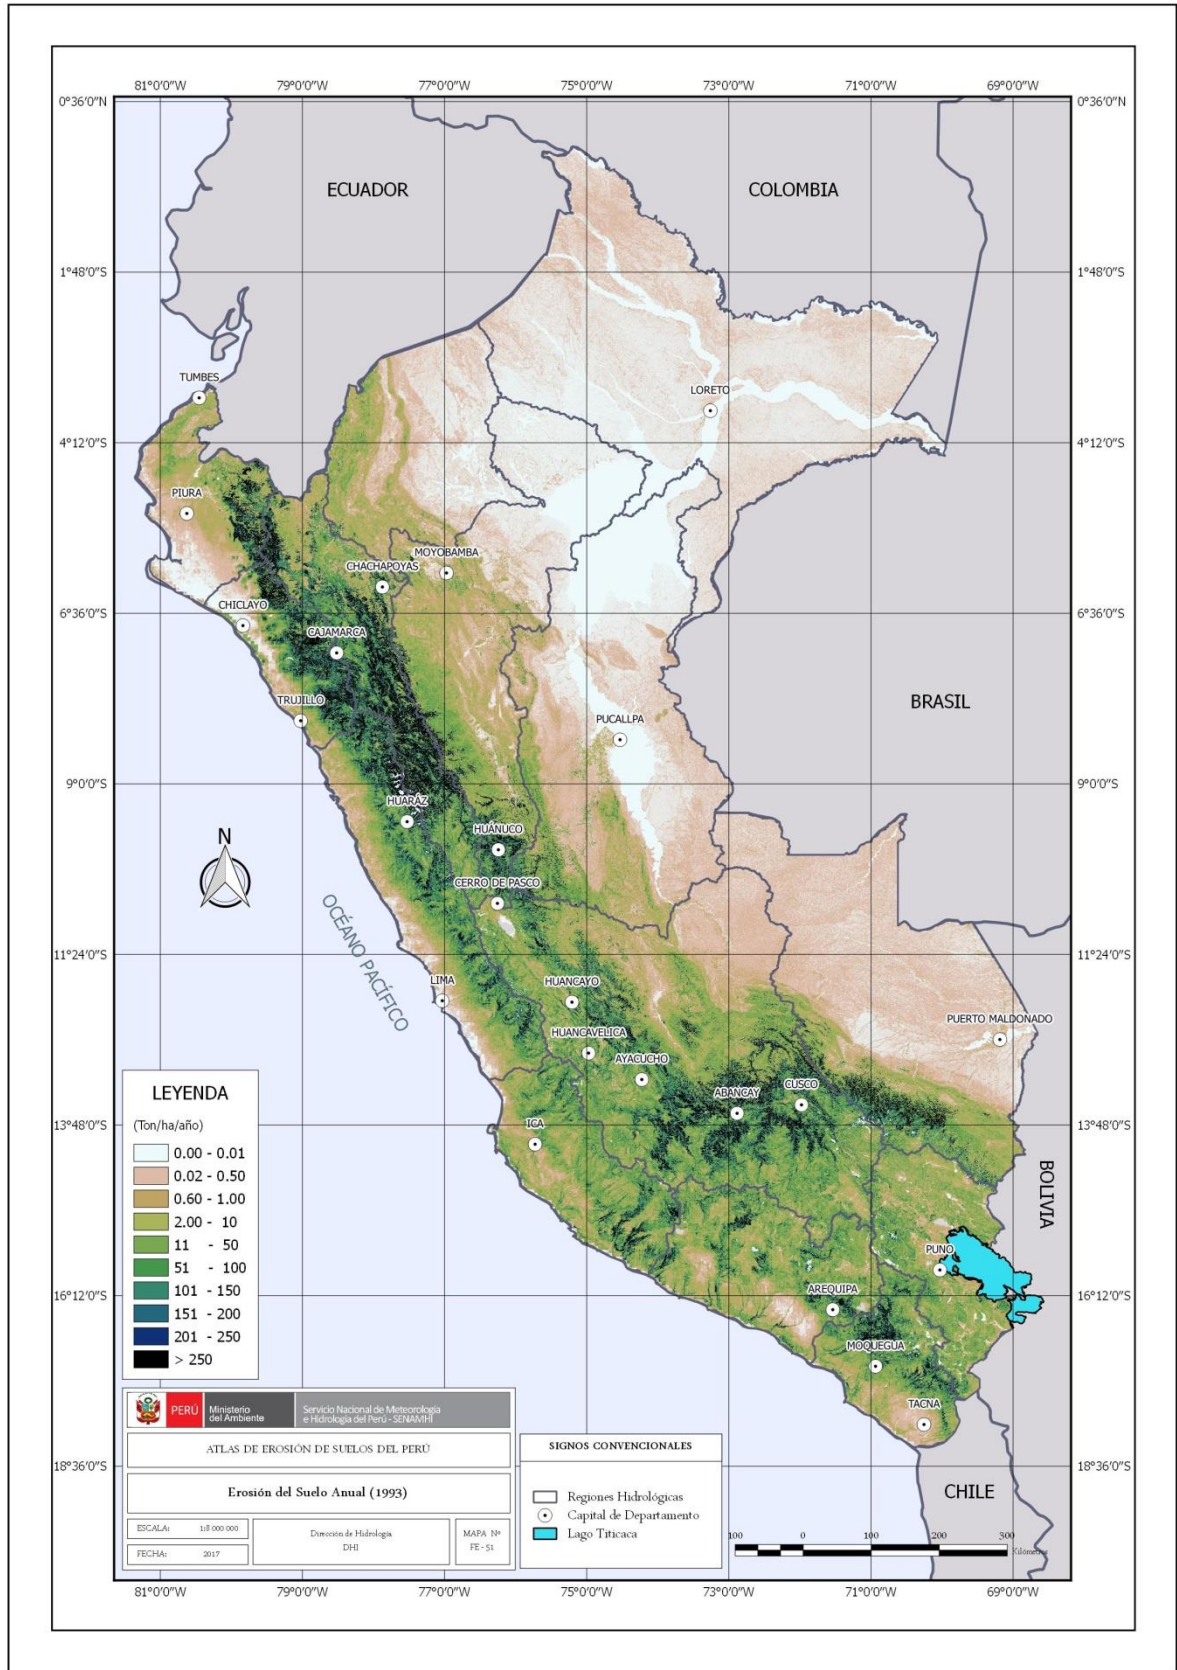 81°0'0"W 79°0'0"W 77°0'0"W 75°0'0"W 73°0'0"W 71°0'0"W 69°0'0"W
0°36'0"N 0°36'0"N
ECUADOR
COLOMBIA
1°48'0"S 1°48'0"S
TUMBES
LORETO
4°12'0"S 4°12'0"S
PIURA
MOYOBAMBA
CHACHAPOYAS
6°36'0"S 6°36'0"S
CHICLAYO
CAJAMARCA
BRASIL
TRUJILLO
PUCALLPA
9°0'0"S 9°0'0"S
HUARÁZ
HUÁNUCO
N
CERRO DE PASCO
OCÉANO PACÍFICO
11°24'0"S 11°24'0"S
LIMA
HUANCAYO
PUERTO MALDONADO
HUANCAVELICA
AYACUCHO
ABANCAY
CUSCO
13°48'0"S 13°48'0"S
ICA
BOLIVIA
PUNO
AREQUIPA
16°12'0"S 16°12'0"S
MOQUEGUA
TACNA
18°36'0"S 18°36'0"S
CHILE
LEYENDA
(Ton/ha/año)
0.00 - 0.01
0.02 - 0.50
0.60 - 1.00
2.00 - 10
11 - 50
51 - 100
101 - 150
151 - 200
201 - 250
> 250
PERÚ
Ministerio
del Ambiente
Servicio Nacional de Meteorología
e Hidrología del Perú - SENAMHI
ATLAS DE EROSIÓN DE SUELOS DEL PERÚ
Erosión del Suelo Anual (1993)
ESCALA: 1:8 000 000
FECHA: 2017
Dirección de Hidrología
DHI
MAPA Nº
FE - 51
SIGNOS CONVENCIONALES
Regiones Hidrológicas
Capital de Departamento
Lago Titicaca
100 0 100 200 300
Kilómetros
81°0'0"W 79°0'0"W 77°0'0"W 75°0'0"W 73°0'0"W 71°0'0"W 69°0'0"W